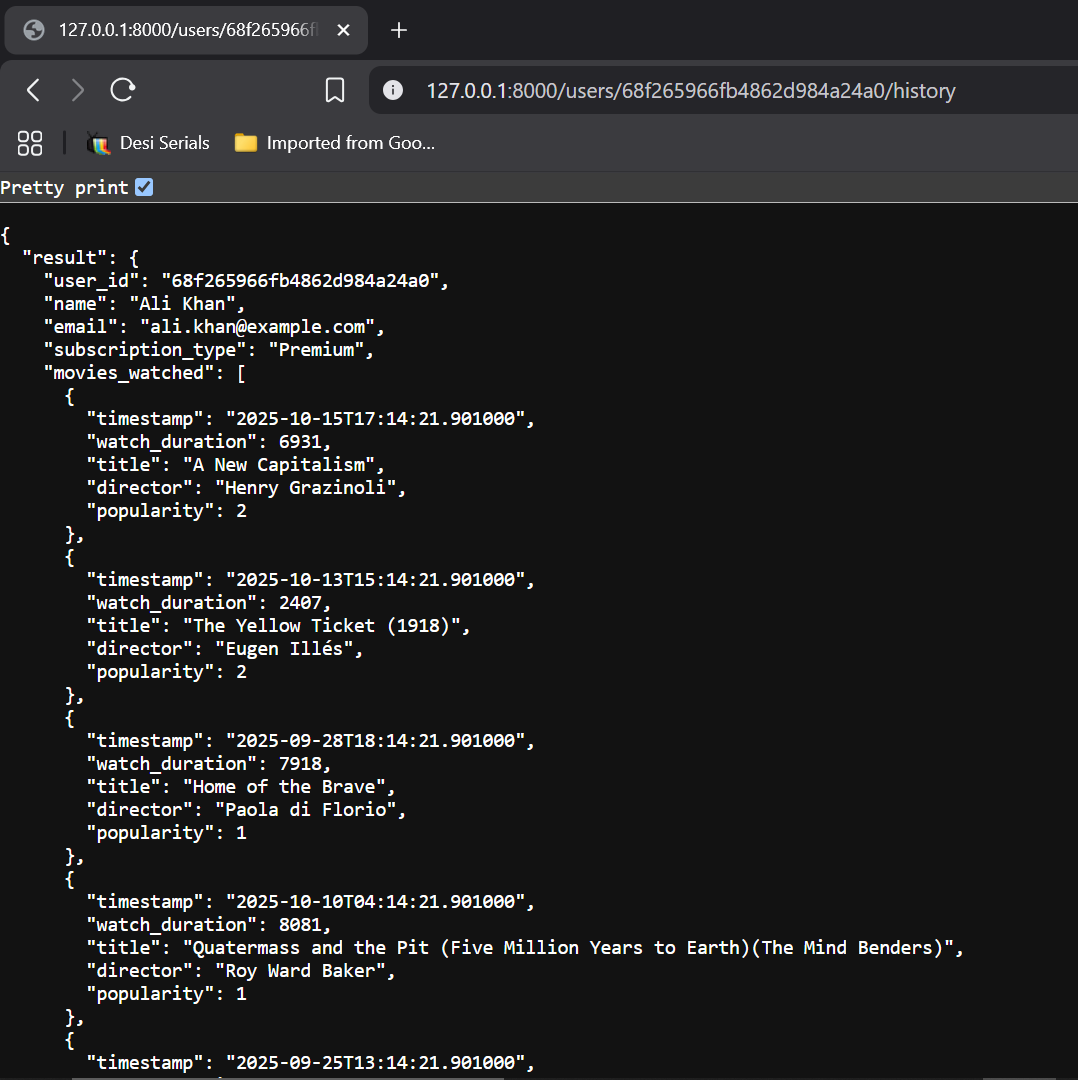 127.0.0.1:8000/users/68f265966f
127.0.0.1:8000/users/68f265966fb4862d984a24a0/history
Desi Serials
Imported from Goo...
Pretty print
{
  "result": {
    "user_id": "68f265966fb4862d984a24a0",
    "name": "Ali Khan",
    "email": "ali.khan@example.com",
    "subscription_type": "Premium",
    "movies_watched": [
      {
        "timestamp": "2025-10-15T17:14:21.901000",
        "watch_duration": 6931,
        "title": "A New Capitalism",
        "director": "Henry Grazinoli",
        "popularity": 2
      },
      {
        "timestamp": "2025-10-13T15:14:21.901000",
        "watch_duration": 2407,
        "title": "The Yellow Ticket (1918)",
        "director": "Eugen Illés",
        "popularity": 2
      },
      {
        "timestamp": "2025-09-28T18:14:21.901000",
        "watch_duration": 7918,
        "title": "Home of the Brave",
        "director": "Paola di Florio",
        "popularity": 1
      },
      {
        "timestamp": "2025-10-10T04:14:21.901000",
        "watch_duration": 8081,
        "title": "Quatermass and the Pit (Five Million Years to Earth)(The Mind Benders)",
        "director": "Roy Ward Baker",
        "popularity": 1
      },
      {
        "timestamp": "2025-09-25T13:14:21.901000",